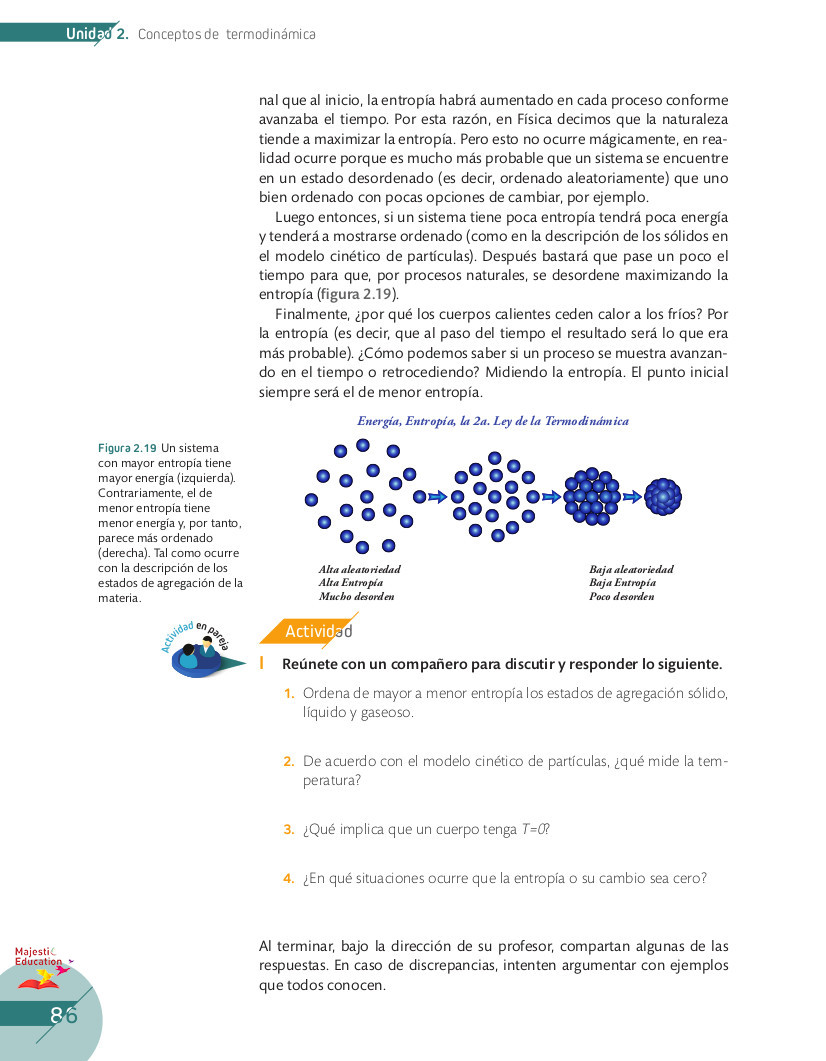 Unidad 2. Conceptos de termodinámica
nal que al inicio, la entropía habrá aumentado en cada proceso conforme
avanzaba el tiempo. Por esta razón, en Física decimos que la naturaleza
tiende a maximizar la entropía. Pero esto no ocurre mágicamente, en rea-
lidad ocurre porque es mucho más probable que un sistema se encuentre
en un estado desordenado (es decir, ordenado aleatoriamente) que uno
bien ordenado con pocas opciones de cambiar, por ejemplo.
Luego entonces, si un sistema tiene poca entropía tendrá poca energía
y tenderá a mostrarse ordenado (como en la descripción de los sólidos en
el modelo cinético de partículas). Después bastará que pase un poco el
tiempo para que, por procesos naturales, se desordene maximizando la
entropía (figura 2.19).
Finalmente, ¿por qué los cuerpos calientes ceden calor a los fríos? Por
la entropía (es decir, que al paso del tiempo el resultado será lo que era
más probable). ¿Cómo podemos saber si un proceso se muestra avanzan-
do en el tiempo o retrocediendo? Midiendo la entropía. El punto inicial
siempre será el de menor entropía.
Energía, Entropía, la 2a. Ley de la Termodinámica
Figura 2.19 Un sistema
con mayor entropía tiene
mayor energía (izquierda).
Contrariamente, el de
menor entropía tiene
menor energía y, por tanto,
parece más ordenado
(derecha). Tal como ocurre
con la descripción de los
estados de agregación de la
materia.
Alta aleatoriedad
Alta Entropía
Mucho desorden
Baja aleatoriedad
Baja Entropía
Poco desorden
Actividad en pareja
Actividad
I Reúnete con un compañero para discutir y responder lo siguiente.
1. Ordena de mayor a menor entropía los estados de agregación sólido,
líquido y gaseoso.
2. De acuerdo con el modelo cinético de partículas, ¿qué mide la tem-
peratura?
3. ¿Qué implica que un cuerpo tenga T=0?
4. ¿En qué situaciones ocurre que la entropía o su cambio sea cero?
Al terminar, bajo la dirección de su profesor, compartan algunas de las
respuestas. En caso de discrepancias, intenten argumentar con ejemplos
que todos conocen.
Majestic
Education
86